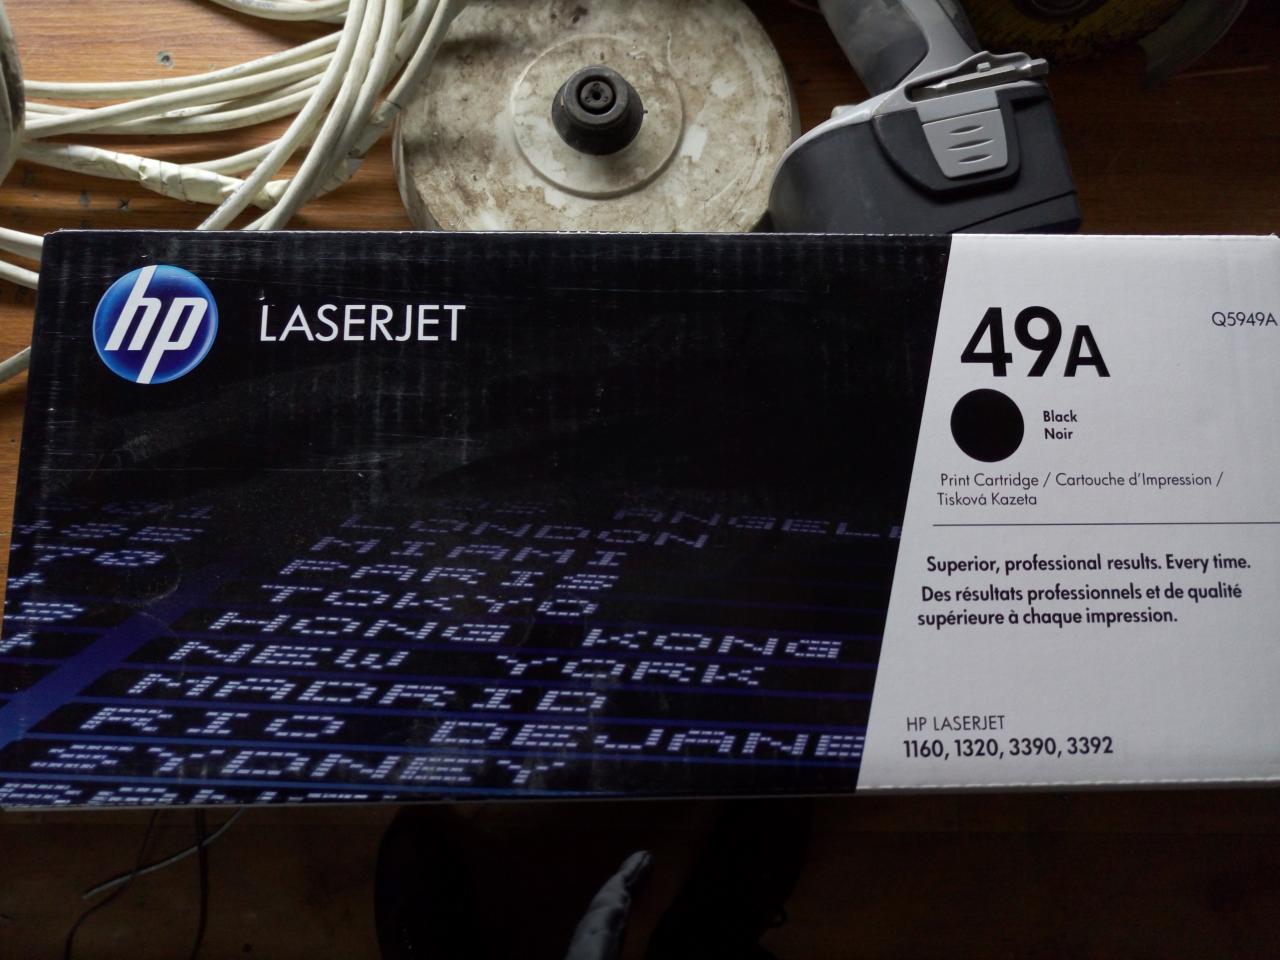 hp LASERJET
49A
Q5949A
Black
Noir
Print Cartridge / Cartouche d'Impression /
Tisková Kazeta
Superior, professional results. Every time.
Des résultats professionnels et de qualité
supérieure à chaque impression.
HP LASERJET
1160, 1320, 3390, 3392
LONDON
MIAMI
PARIS
TOKYO
HONG KONG
NEW YORK
MADRID
RIO DEJANE
SYDNEY